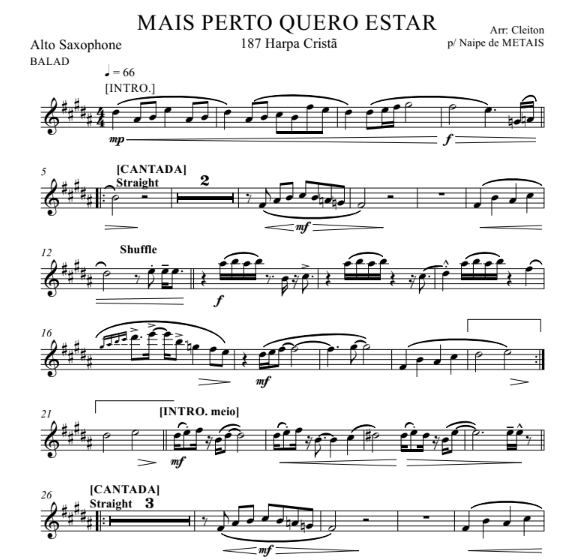 MAIS PERTO QUERO ESTAR
187 Harpa Cristã
Arr: Cleiton
p/ Naipe de METAIS
Alto Saxophone
BALAD
♩ = 66
[INTRO.]
mp
f
5
[CANTADA]
Straight
2
mf
12
Shuffle
f
16
mf
21
[INTRO. meio]
mf
26
[CANTADA]
Straight
3
mf